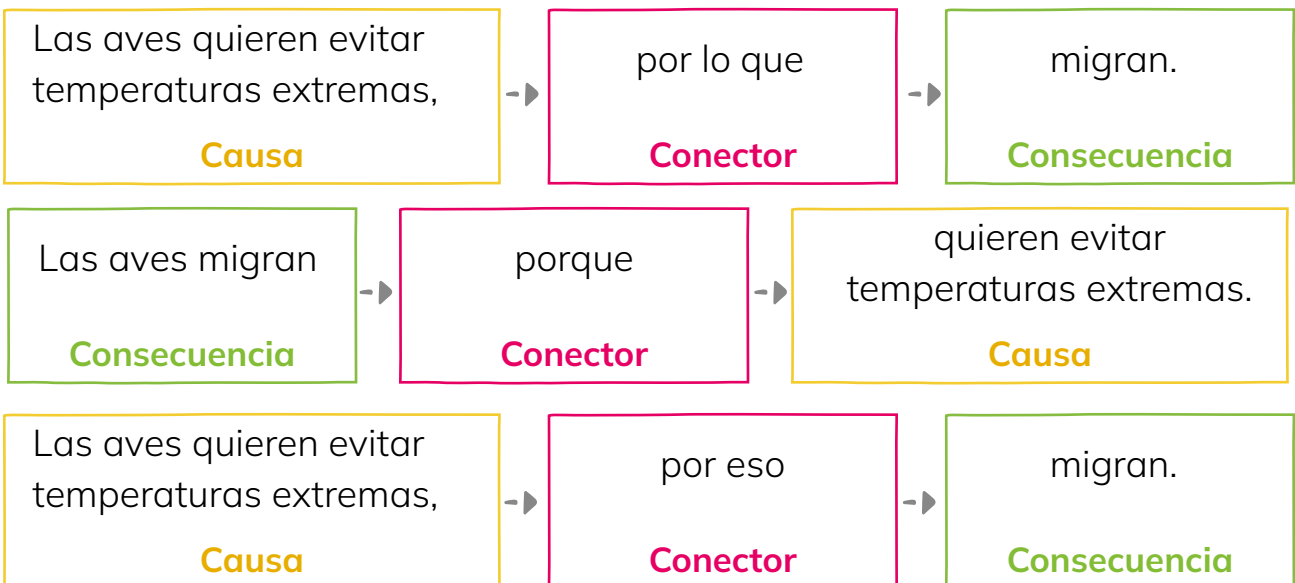 Las aves quieren evitar
temperaturas extremas,
Causa
por lo que
Conector
migran.
Consecuencia
Las aves migran
Consecuencia
porque
Conector
quieren evitar
temperaturas extremas.
Causa
Las aves quieren evitar
temperaturas extremas,
Causa
por eso
Conector
migran.
Consecuencia